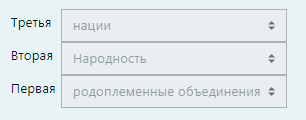 Третья нации
Вторая Народность
Первая родоплеменные объединения